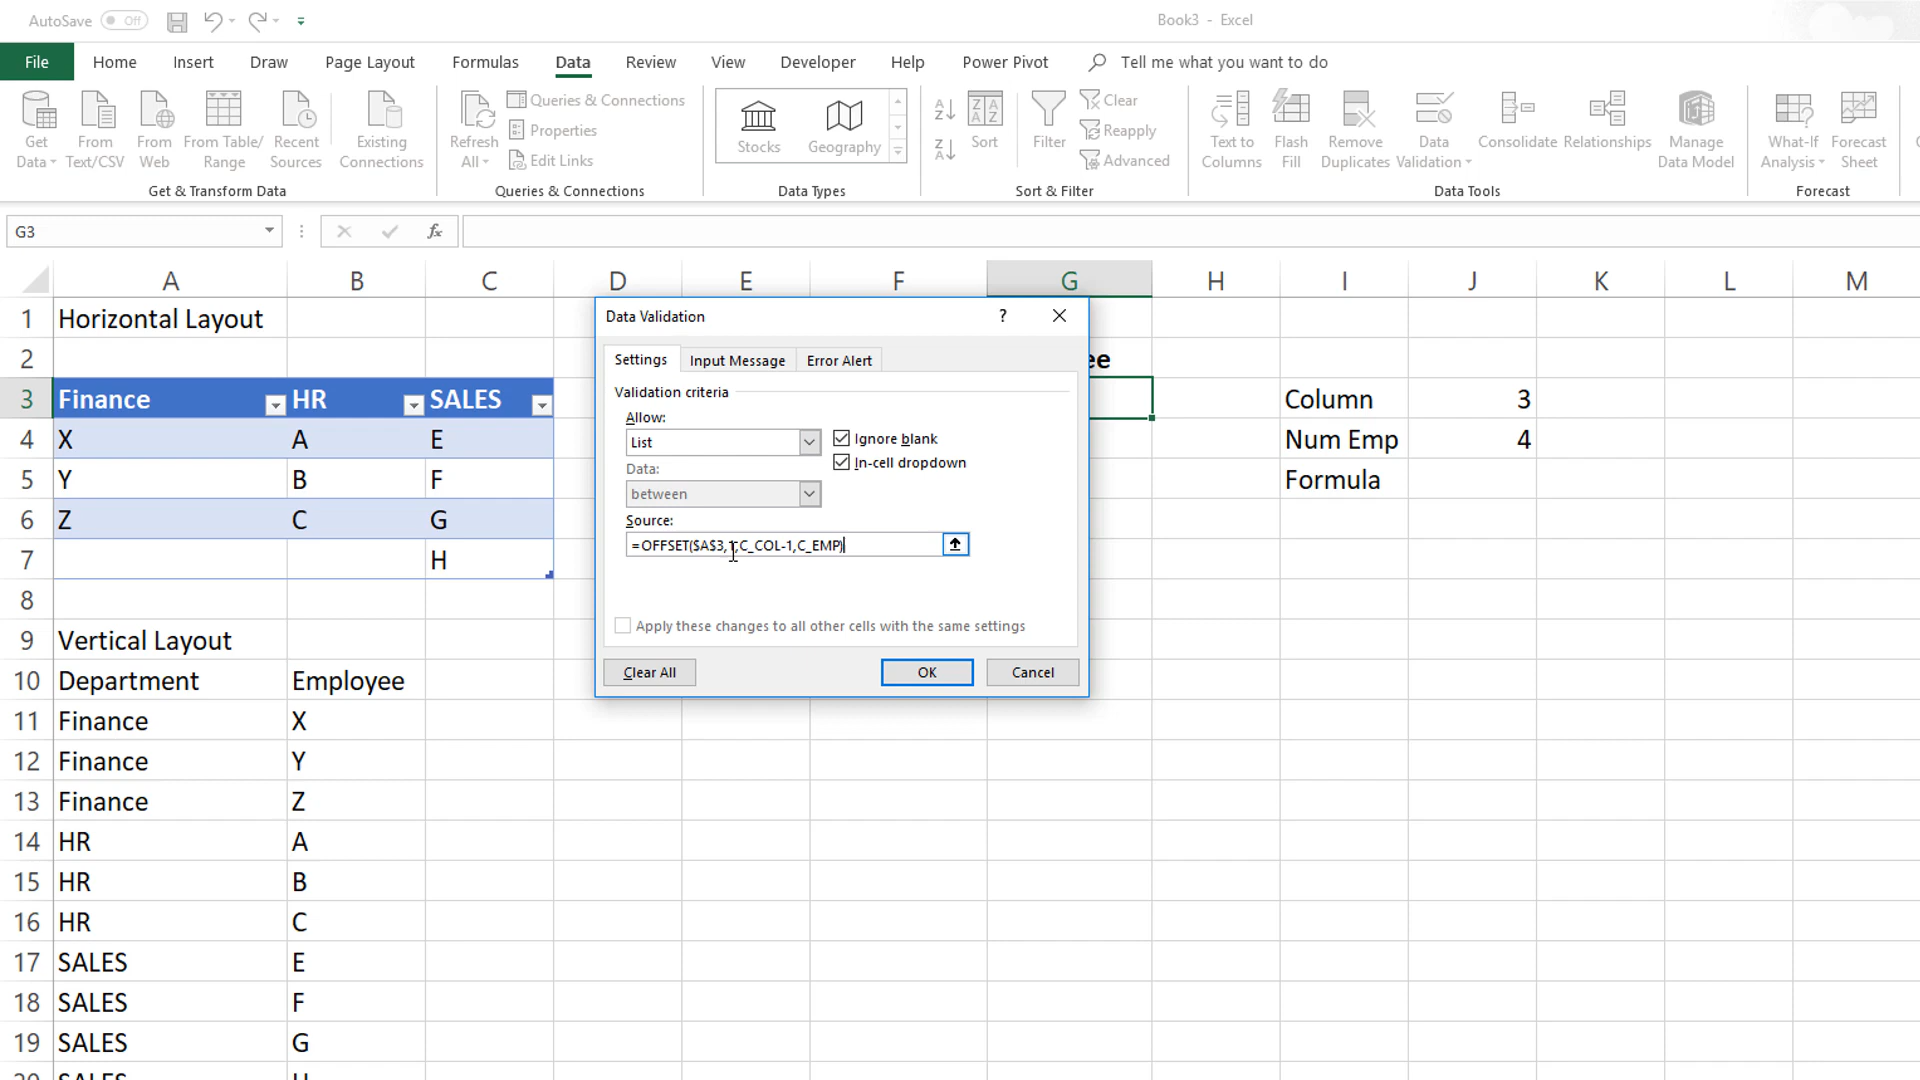 AutoSave Off
Book3 - Excel
File Home Insert Draw Page Layout Formulas Data Review View Developer Help Power Pivot Tell me what you want to do
Get Data
From Text/CSV
From Web
From Table/ Range
Recent Sources
Existing Connections
Get & Transform Data
Refresh All
Queries & Connections
Properties
Edit Links
Queries & Connections
Stocks
Geography
Data Types
Sort
Filter
Clear
Reapply
Advanced
Sort & Filter
Text to Columns
Flash Fill
Remove Duplicates
Data Validation
Consolidate
Relationships
Manage Data Model
Data Tools
What-If Analysis
Forecast Sheet
Forecast
G3
fx
A B C D E F G H I J K L M
1 Horizontal Layout
2 ee
3 Finance HR SALES Column 3
4 X A E Num Emp 4
5 Y B F Formula
6 Z C G
7 H
8
9 Vertical Layout
10 Department Employee
11 Finance X
12 Finance Y
13 Finance Z
14 HR A
15 HR B
16 HR C
17 SALES E
18 SALES F
19 SALES G
Data Validation ?
Settings Input Message Error Alert
Validation criteria
Allow:
List
Ignore blank
Data:
In-cell dropdown
between
Source:
=OFFSET($A$3,1,C_COL-1,C_EMP)
Apply these changes to all other cells with the same settings
Clear All OK Cancel